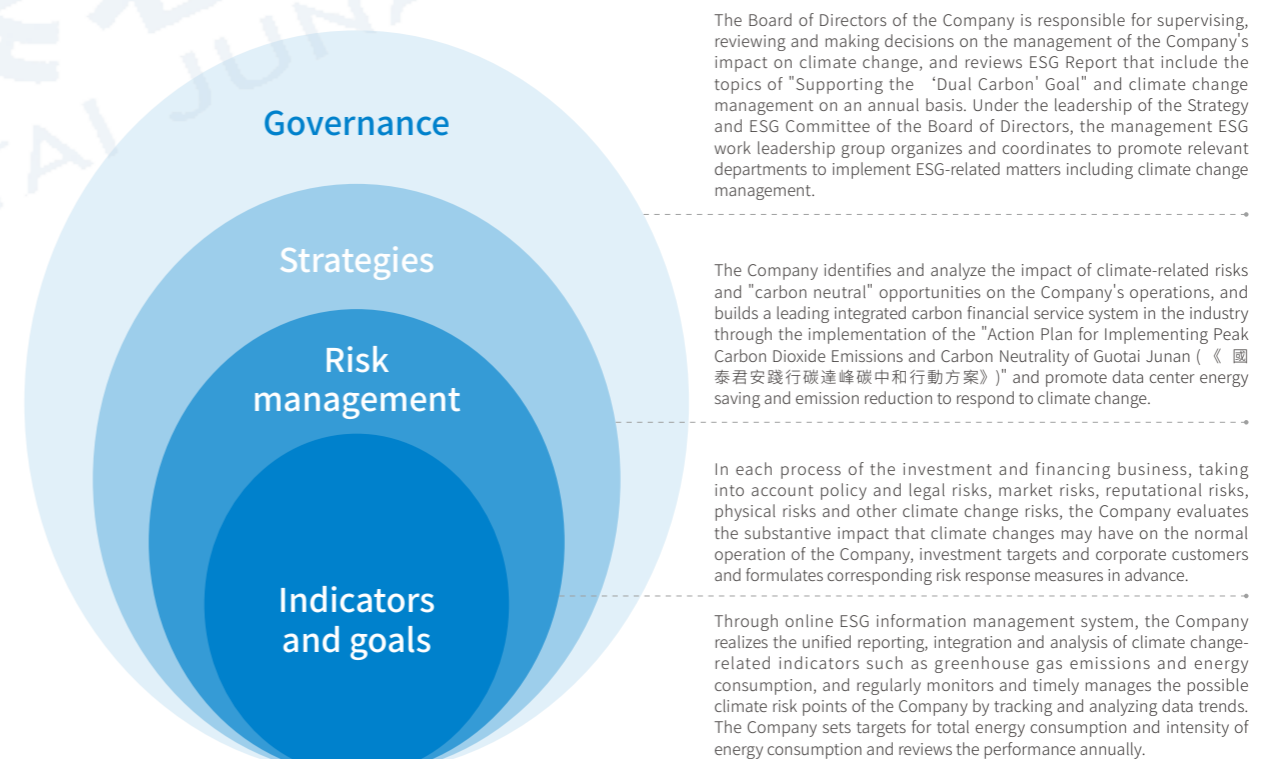 Governance
The Board of Directors of the Company is responsible for supervising,
reviewing and making decisions on the management of the Company's
impact on climate change, and reviews ESG Report that include the
topics of "Supporting the ‘Dual Carbon' Goal" and climate change
management on an annual basis. Under the leadership of the Strategy
and ESG Committee of the Board of Directors, the management ESG
work leadership group organizes and coordinates to promote relevant
departments to implement ESG-related matters including climate change
management.
Strategies
The Company identifies and analyze the impact of climate-related risks
and "carbon neutral" opportunities on the Company's operations, and
builds a leading integrated carbon financial service system in the industry
through the implementation of the "Action Plan for Implementing Peak
Carbon Dioxide Emissions and Carbon Neutrality of Guotai Junan (《 國
泰君安踐行碳達峰碳中和行動方案》)" and promote data center energy
saving and emission reduction to respond to climate change.
Risk
management
In each process of the investment and financing business, taking
into account policy and legal risks, market risks, reputational risks,
physical risks and other climate change risks, the Company evaluates
the substantive impact that climate changes may have on the normal
operation of the Company, investment targets and corporate customers
and formulates corresponding risk response measures in advance.
Indicators
and goals
Through online ESG information management system, the Company
realizes the unified reporting, integration and analysis of climate change-
related indicators such as greenhouse gas emissions and energy
consumption, and regularly monitors and timely manages the possible
climate risk points of the Company by tracking and analyzing data trends.
The Company sets targets for total energy consumption and intensity of
energy consumption and reviews the performance annually.